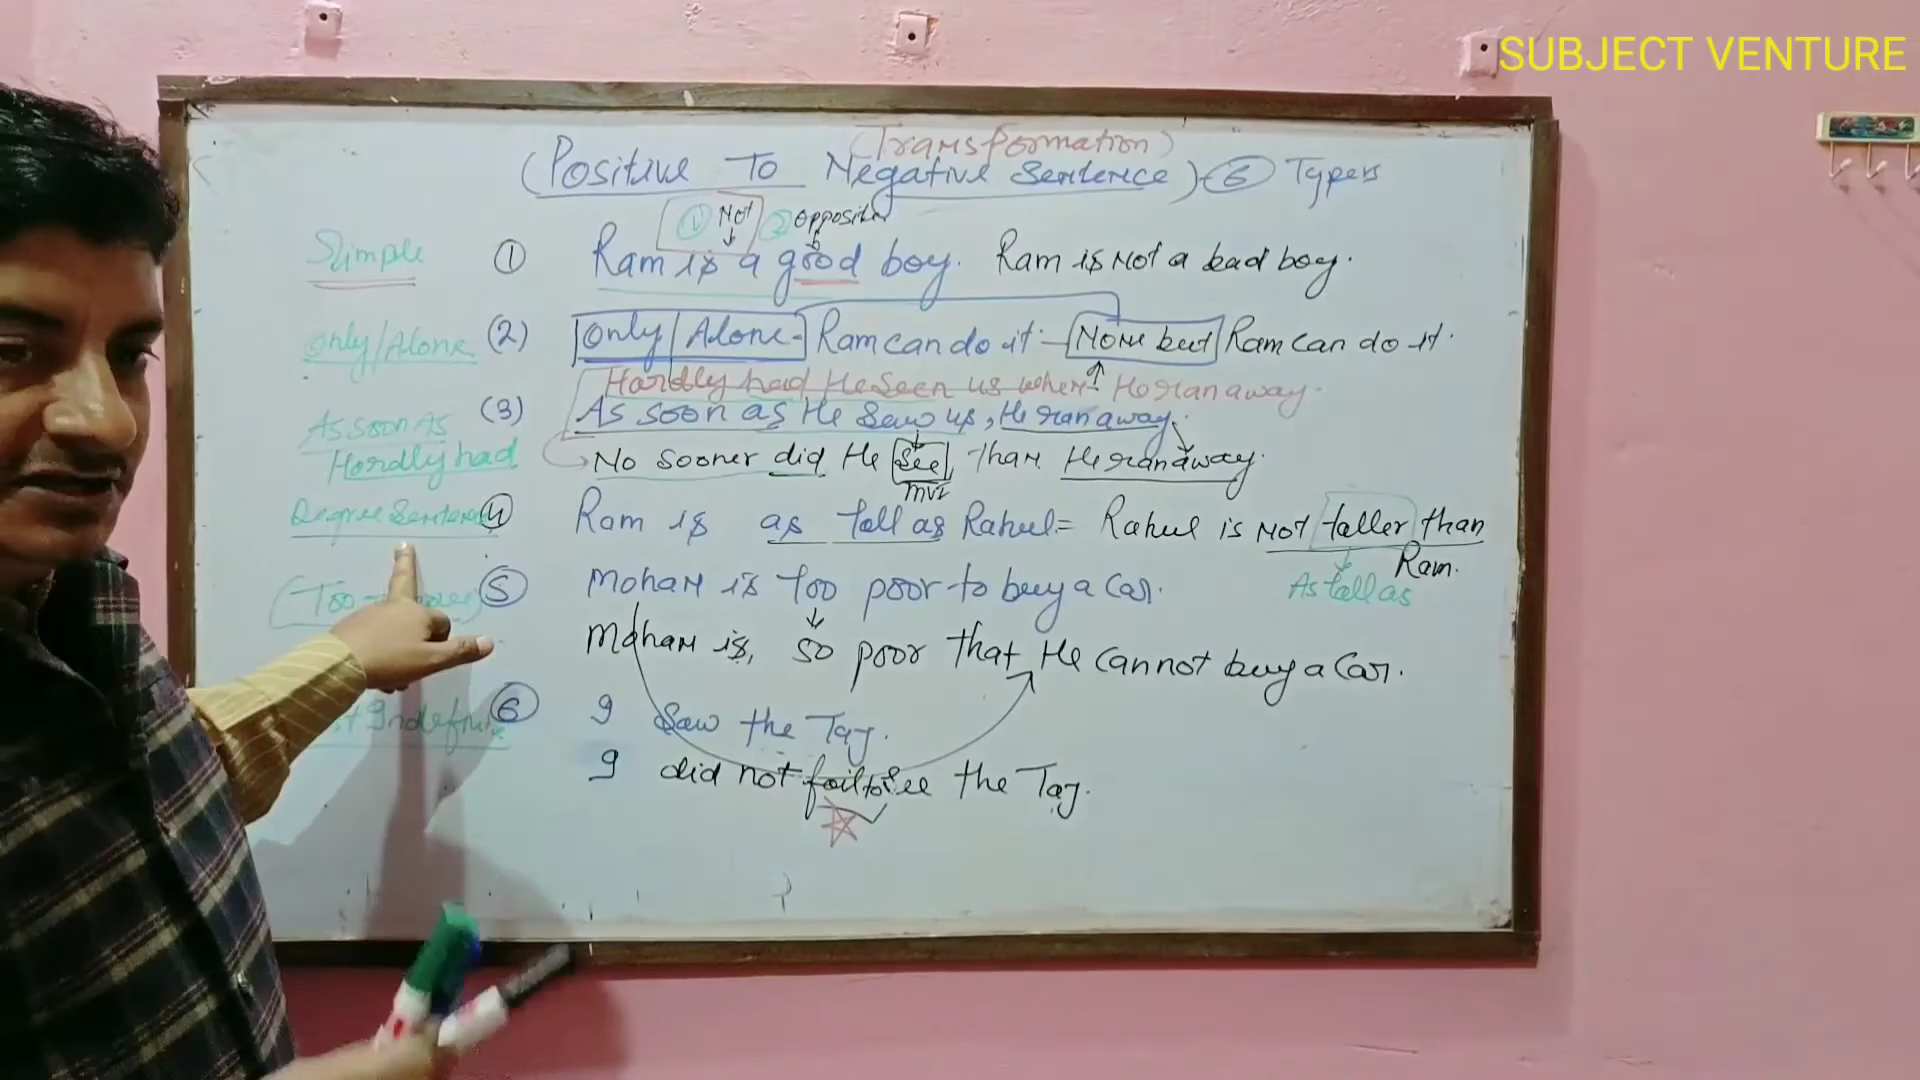 SUBJECT VENTURE
(Transformation)
(Positive To Negative Sentence) - 6 Types
1 Not 2 Opposite
Simple 1 Ram is a good boy. Ram is Not a bad boy.
Only/Alone (2) Only/Alone - Ram can do it - None but Ram can do it.
Hardly had He seen us when He ran away.
As soon As (3) As soon as He saw us, He ran away.
Hardly had No sooner did He see, than He ran away.
MV1
Degree Sentence 4 Ram is as tall as Rahul = Rahul is Not taller than
Ram.
As tall as
Too 5 Mohan is too poor to buy a Car.
Mohan is, so poor that He cannot buy a Car.
Indefinite 6 I saw the Taj.
I did not fail to see the Taj.